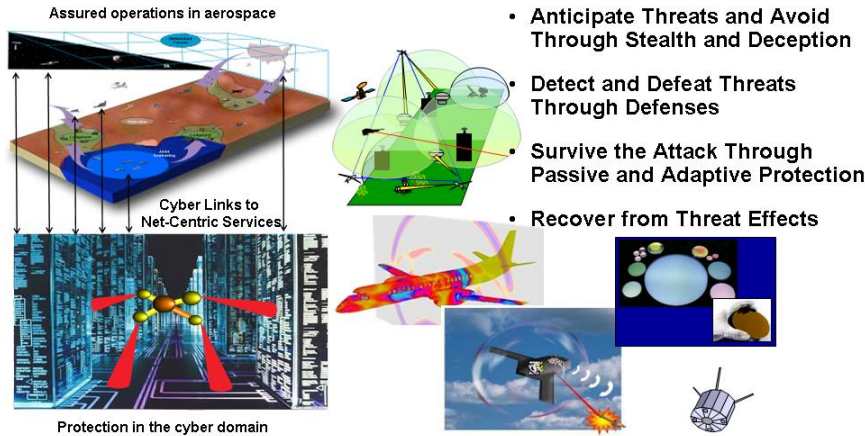 Assured operations in aerospace
Cyber Links to
Net-Centric Services
Protection in the cyber domain
• Anticipate Threats and Avoid
Through Stealth and Deception
• Detect and Defeat Threats
Through Defenses
• Survive the Attack Through
Passive and Adaptive Protection
• Recover from Threat Effects